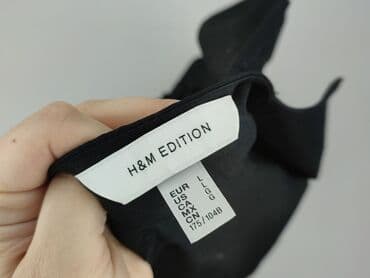 H&M EDITION
EUR L
US L
CA G
MX G
CN 175/104B